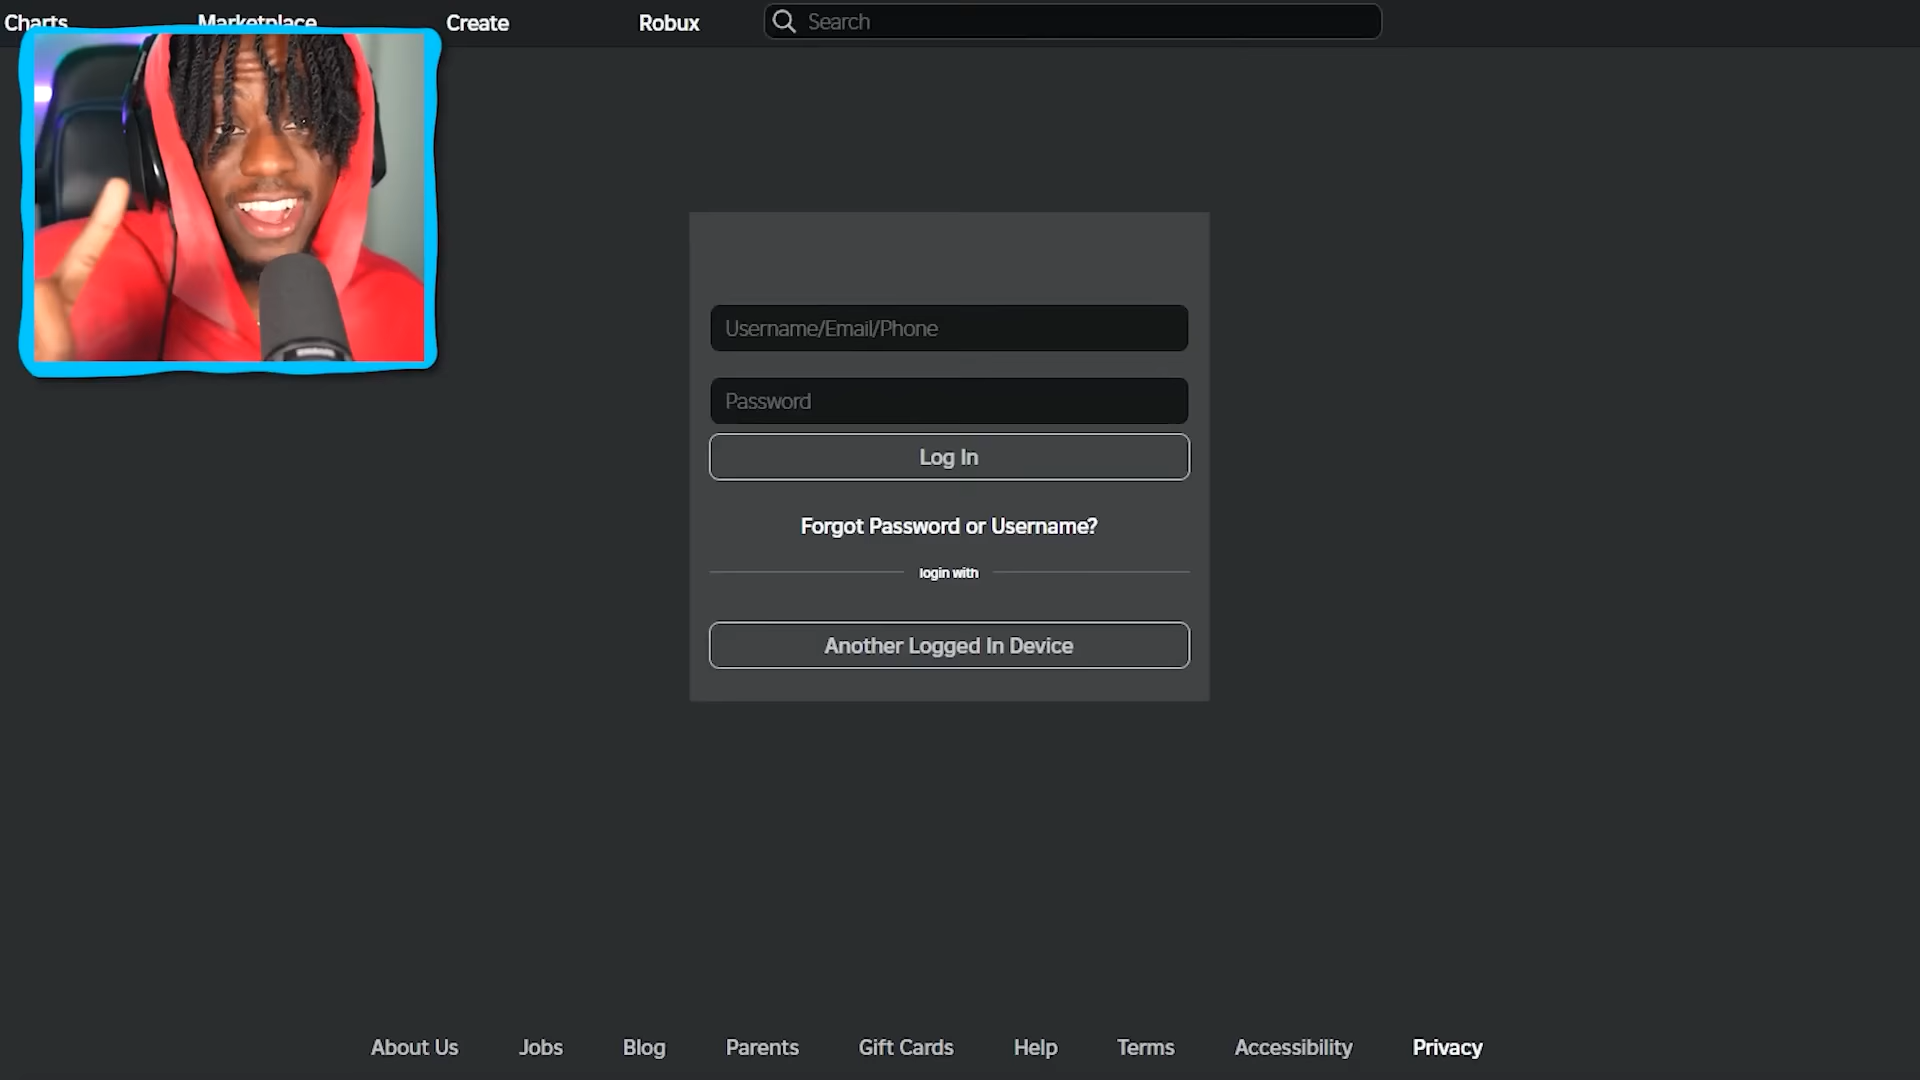 Charts
Marketplace
Create
Robux
Search
Username/Email/Phone
Password
Log In
Forgot Password or Username?
login with
Another Logged In Device
About Us
Jobs
Blog
Parents
Gift Cards
Help
Terms
Accessibility
Privacy